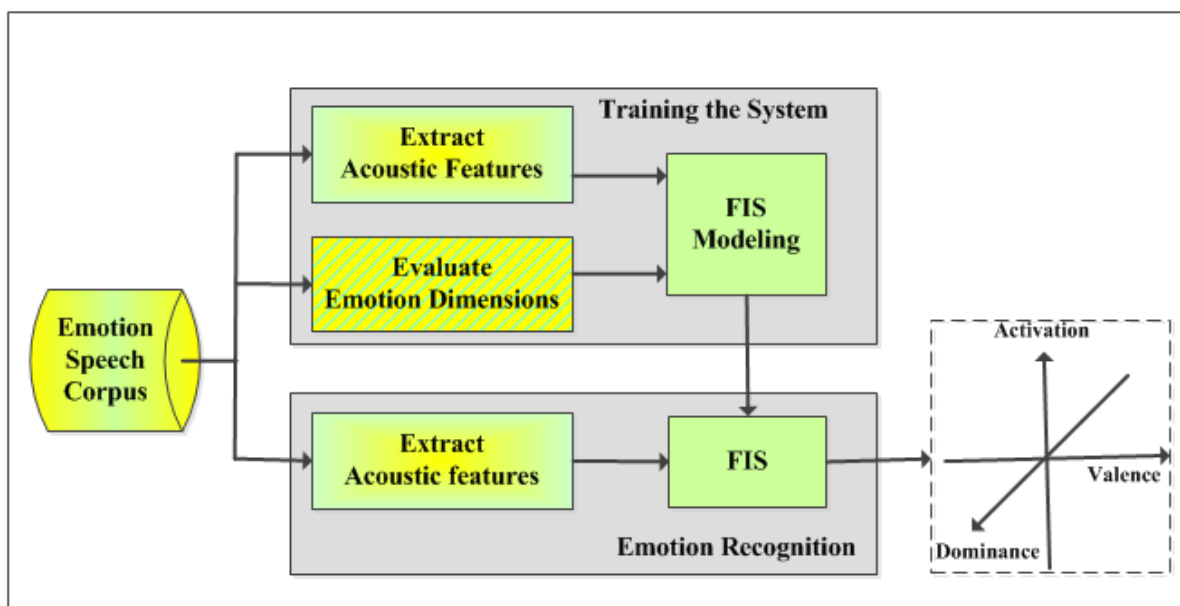 Training the System
Extract
Acoustic Features
FIS
Modeling
Evaluate
Emotion Dimensions
Emotion
Speech
Corpus
Extract
Acoustic features
FIS
Emotion Recognition
Activation
Valence
Dominance